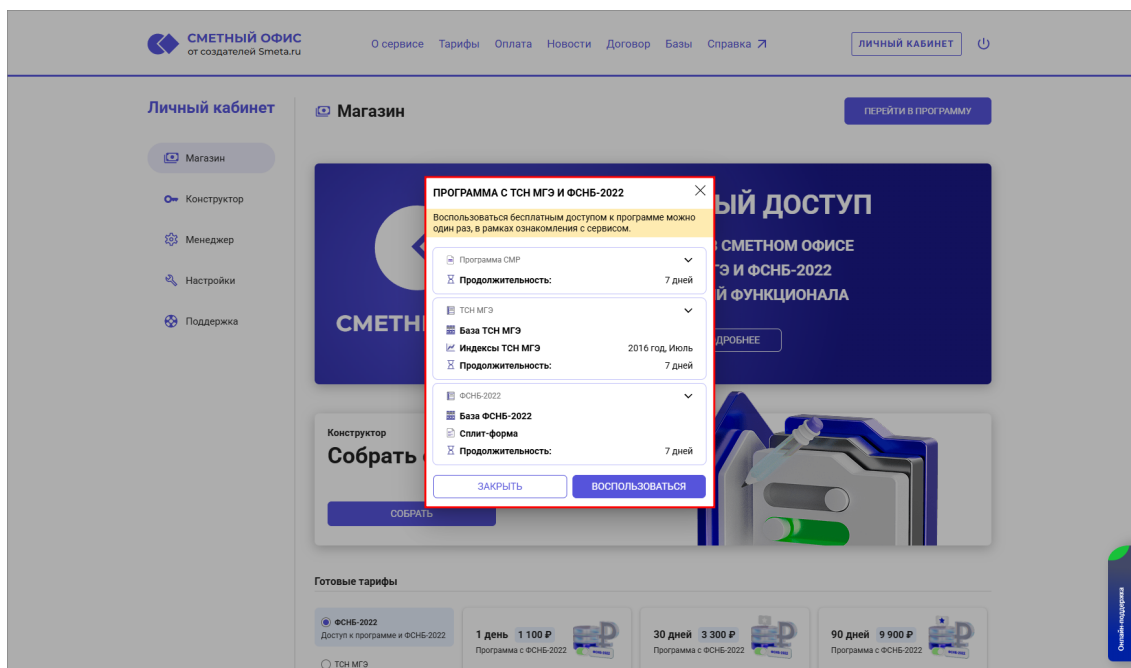 СМЕТНЫЙ ОФИС
от создателей Smeta.ru
О сервисе Тарифы Оплата Новости Договор Базы Справка
ЛИЧНЫЙ КАБИНЕТ
Личный кабинет
Магазин
Конструктор
Менеджер
Настройки
Поддержка
Магазин
ПЕРЕЙТИ В ПРОГРАММУ
ЫЙ ДОСТУП
СМЕТНОМ ОФИСЕ
ГЭ И ФСНБ-2022
Й ФУНКЦИОНАЛА
СМЕТН
ДРОБНЕЕ
ПРОГРАММА С ТСН МГЭ И ФСНБ-2022
Воспользоваться бесплатным доступом к программе можно
один раз, в рамках ознакомления с сервисом.
Программа СМР
Продолжительность: 7 дней
ТСН МГЭ
База ТСН МГЭ
Индексы ТСН МГЭ 2016 год, Июль
Продолжительность: 7 дней
ФСНБ-2022
База ФСНБ-2022
Сплит-форма
Продолжительность: 7 дней
ЗАКРЫТЬ
ВОСПОЛЬЗОВАТЬСЯ
Конструктор
Собрать
СОБРАТЬ
Готовые тарифы
ФСНБ-2022
Доступ к программе и ФСНБ-2022
ТСН МГЭ
1 день 1 100 ₽
Программа с ФСНБ-2022
30 дней 3 300 ₽
Программа с ФСНБ-2022
90 дней 9 900 ₽
Программа с ФСНБ-2022
Онлайн-поддержка